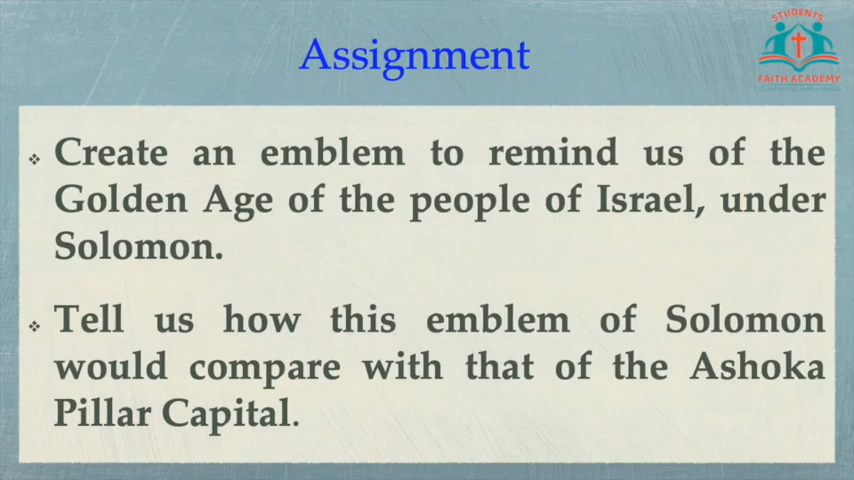 STUDENTS
FAITH ACADEMY
Assignment
Create an emblem to remind us of the
Golden Age of the people of Israel, under
Solomon.
Tell us how this emblem of Solomon
would compare with that of the Ashoka
Pillar Capital.